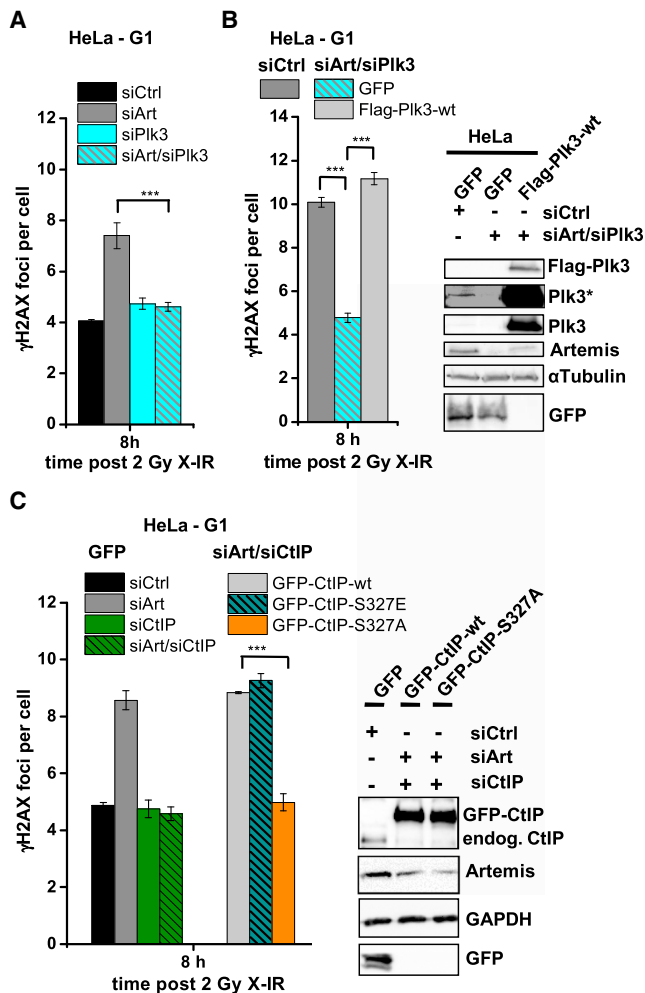 A
HeLa - G1
siCtrl
siArt
siPlk3
siArt/siPlk3
12
10
8
6
4
2
0
γH2AX foci per cell
***
8h
time post 2 Gy X-IR
B
HeLa - G1
siCtrl siArt/siPlk3
GFP
Flag-Plk3-wt
14
12
10
8
6
4
2
0
γH2AX foci per cell
*** ***
8 h
time post 2 Gy X-IR
HeLa
GFP GFP Flag-Plk3-wt
+ - - siCtrl
- + + siArt/siPlk3
Flag-Plk3
Plk3*
Plk3
Artemis
αTubulin
GFP
C
HeLa - G1
GFP siArt/siCtIP
siCtrl
siArt
siCtIP
siArt/siCtIP
GFP-CtIP-wt
GFP-CtIP-S327E
GFP-CtIP-S327A
12
10
8
6
4
2
0
γH2AX foci per cell
***
8 h
time post 2 Gy X-IR
GFP GFP-CtIP-wt GFP-CtIP-S327A
+ - - siCtrl
- + + siArt
- + + siCtIP
GFP-CtIP
endog. CtIP
Artemis
GAPDH
GFP